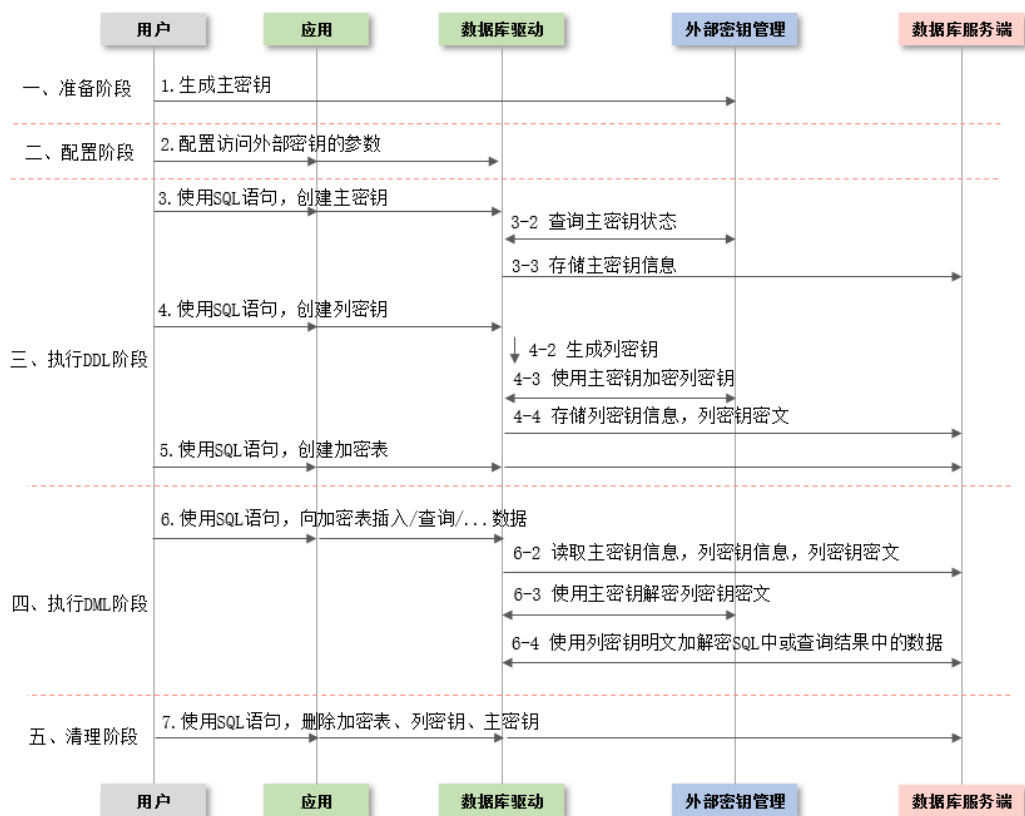 用户
应用
数据库驱动
外部密钥管理
数据库服务端
一、准备阶段
1.生成主密钥
二、配置阶段
2.配置访问外部密钥的参数
3.使用SQL语句，创建主密钥
3-2 查询主密钥状态
3-3 存储主密钥信息
4.使用SQL语句，创建列密钥
三、执行DDL阶段
4-2 生成列密钥
4-3 使用主密钥加密列密钥
4-4 存储列密钥信息，列密钥密文
5.使用SQL语句，创建加密表
6.使用SQL语句，向加密表插入/查询/...数据
6-2 读取主密钥信息，列密钥信息，列密钥密文
6-3 使用主密钥解密列密钥密文
四、执行DML阶段
6-4 使用列密钥明文加解密SQL中或查询结果中的数据
7.使用SQL语句，删除加密表、列密钥、主密钥
五、清理阶段
用户
应用
数据库驱动
外部密钥管理
数据库服务端